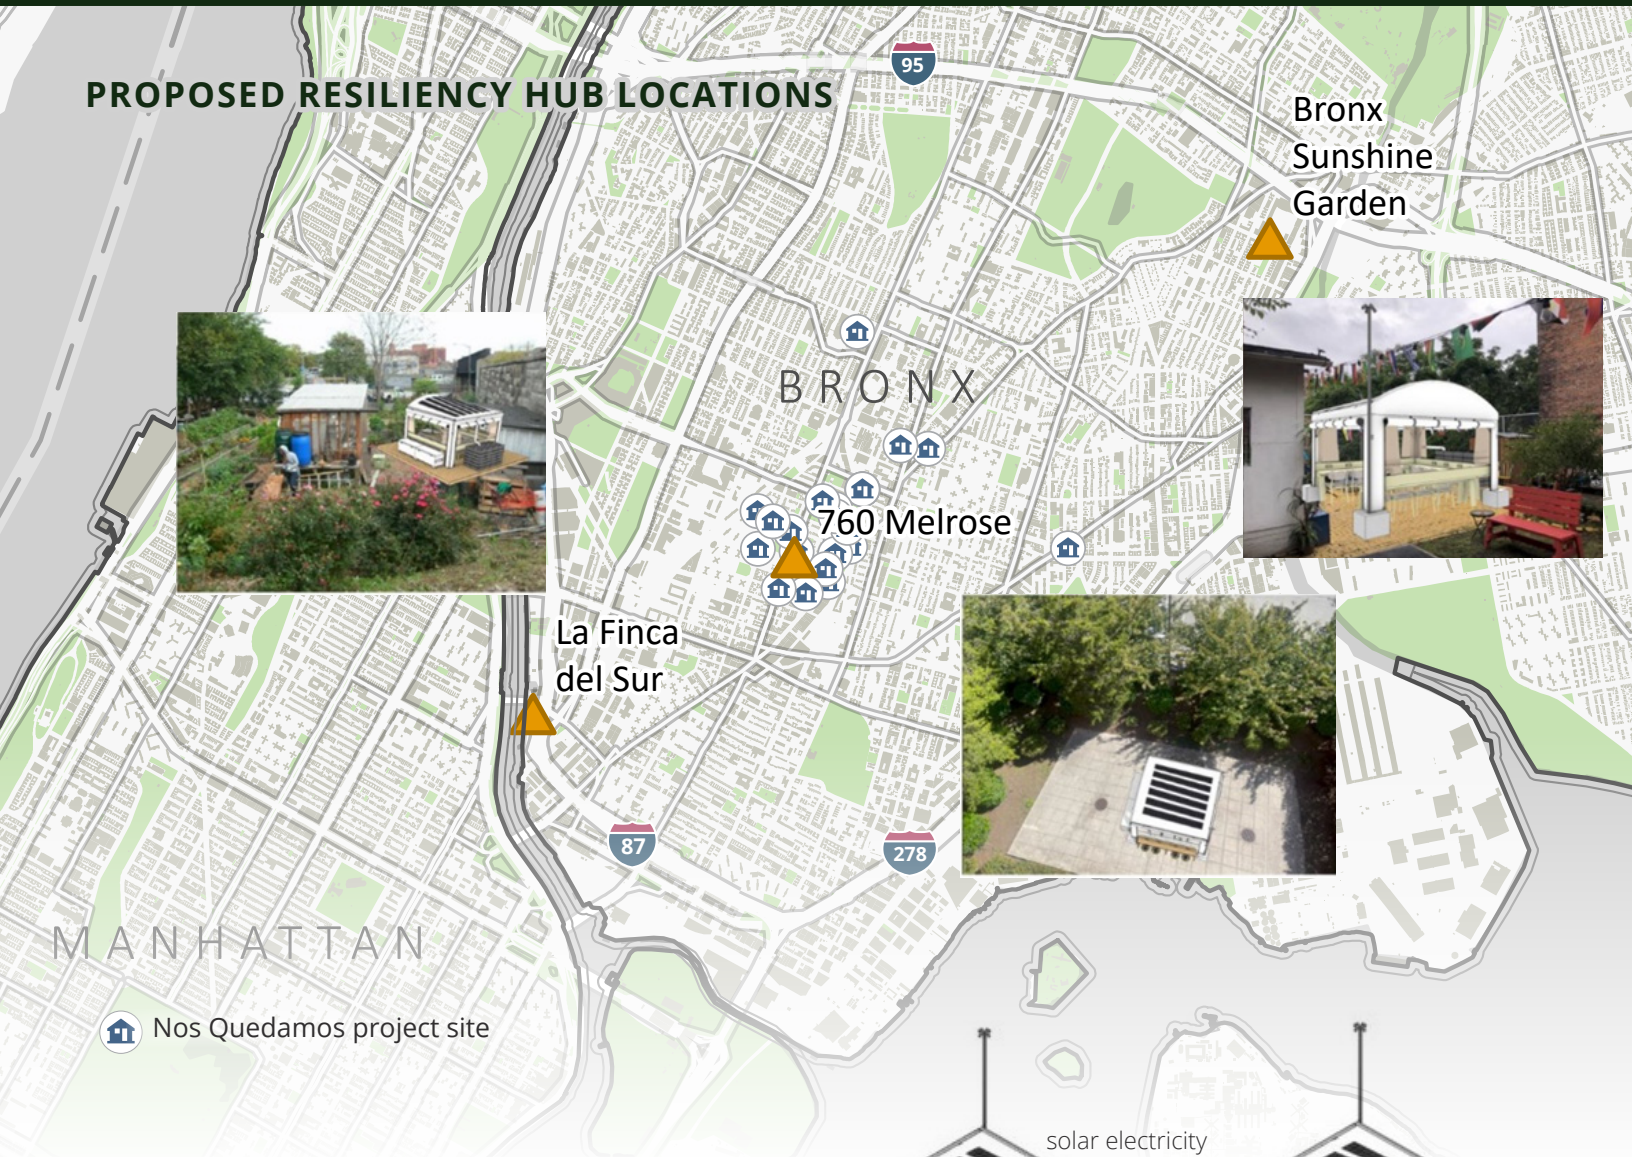 PROPOSED RESILIENCY HUB LOCATIONS
95
Bronx
Sunshine
Garden
BRONX
760 Melrose
La Finca
del Sur
87
278
MANHATTAN
Nos Quedamos project site
solar electricity